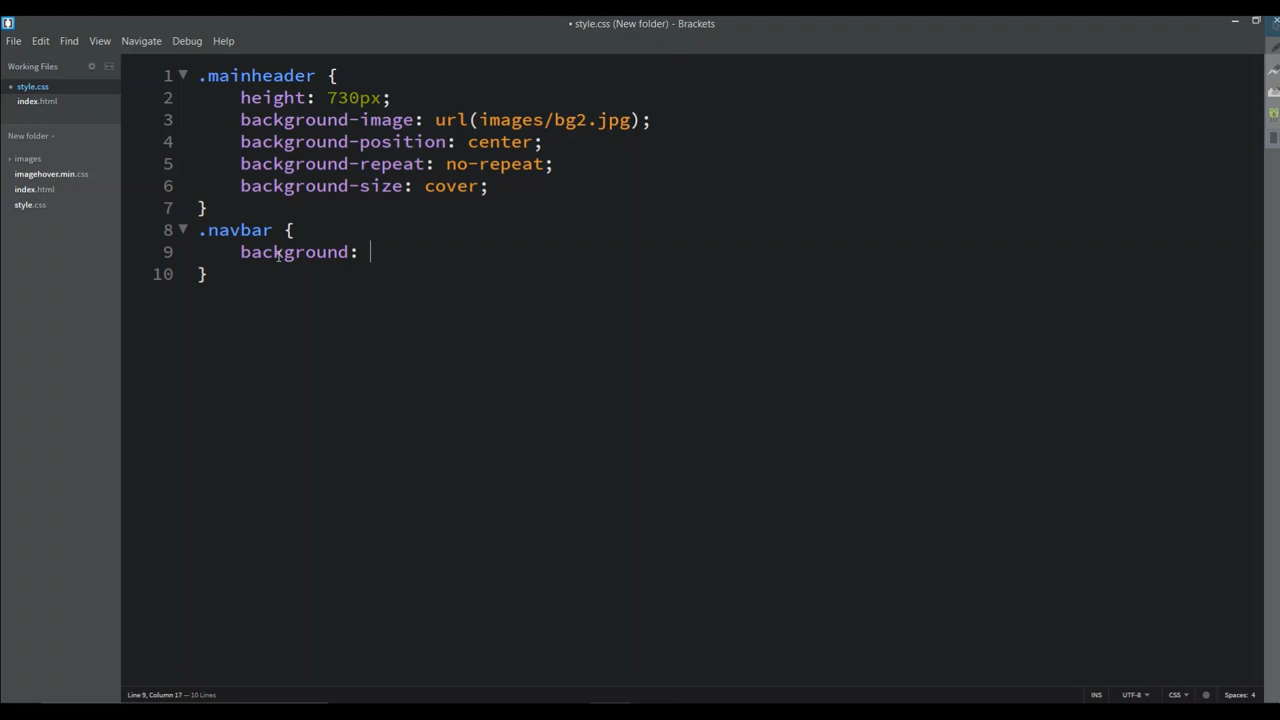 • style.css (New folder) - Brackets
File Edit Find View Navigate Debug Help
Working Files
style.css
index.html
New folder
images
imagehover.min.css
index.html
style.css
1 .mainheader {
2 height: 730px;
3 background-image: url(images/bg2.jpg);
4 background-position: center;
5 background-repeat: no-repeat;
6 background-size: cover;
7 }
8 .navbar {
9 background:
10 }
Line 9, Column 17 — 10 Lines
INS UTF-8 CSS Spaces: 4